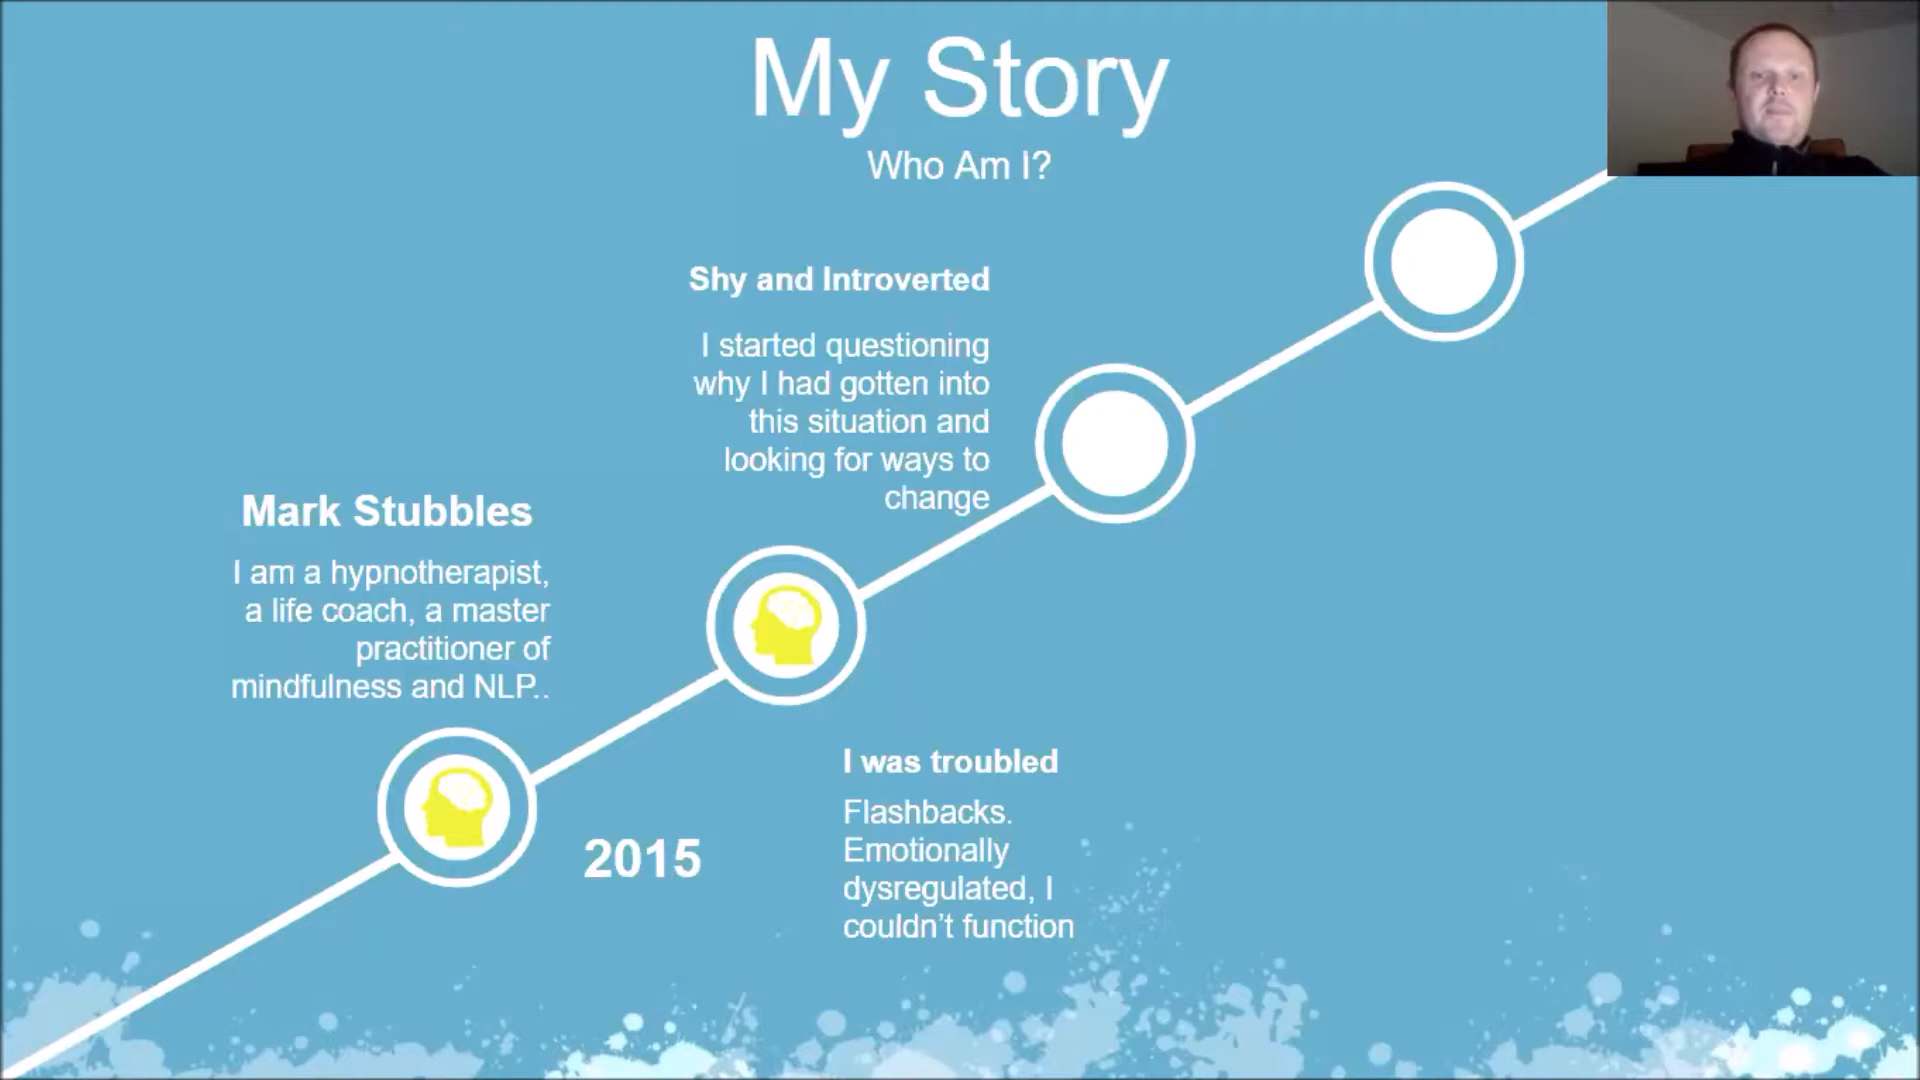 My Story
Who Am I?
Shy and Introverted
I started questioning
why I had gotten into
this situation and
looking for ways to
change
Mark Stubbles
I am a hypnotherapist,
a life coach, a master
practitioner of
mindfulness and NLP..
2015
I was troubled
Flashbacks.
Emotionally
dysregulated, I
couldn’t function